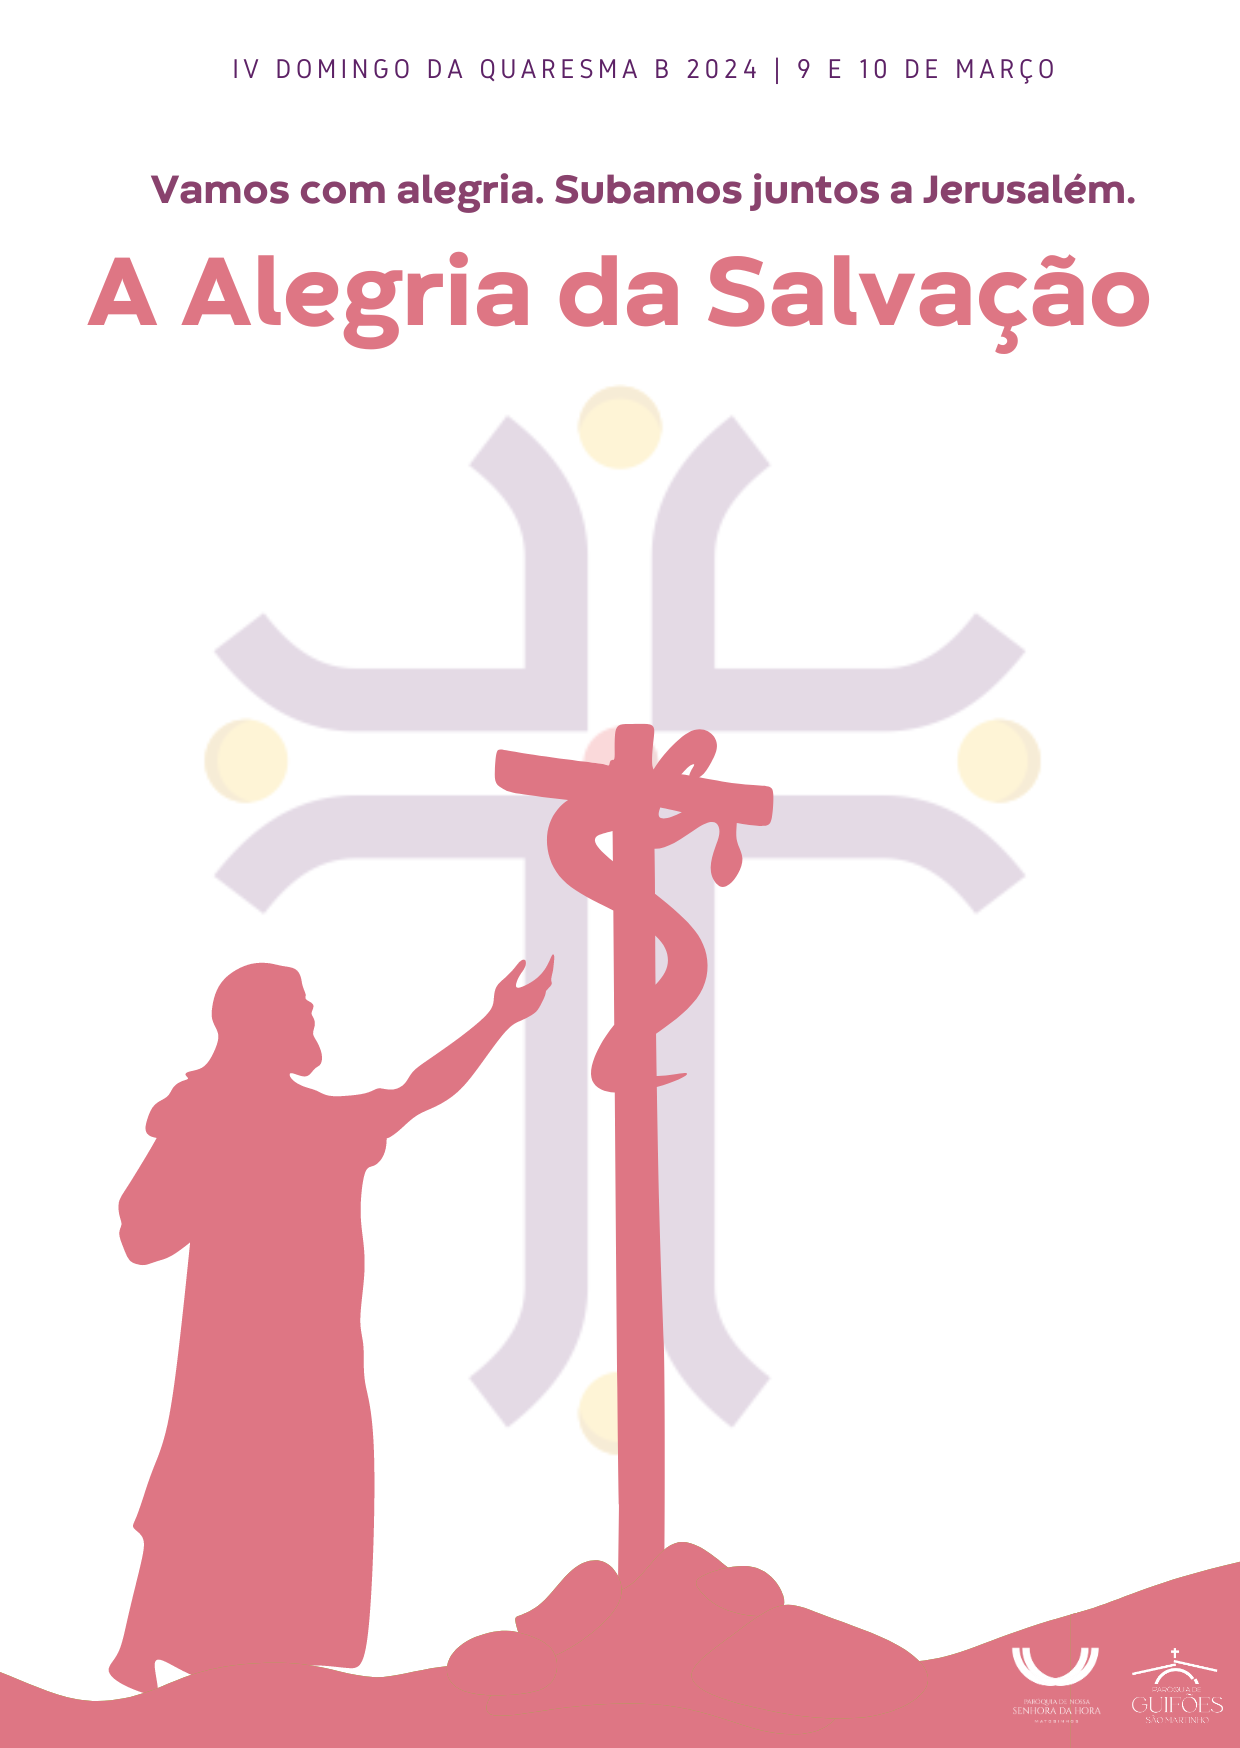 IV DOMINGO DA QUARESMA B 2024 | 9 E 10 DE MARÇO
Vamos com alegria. Subamos juntos a Jerusalém.
A Alegria da Salvação
PARÓQUIA DE NOSSA
SENHORA DA HORA
MATOSINHOS
PARÓQUIA DE
GUIFÕES
SÃO MARTINHO